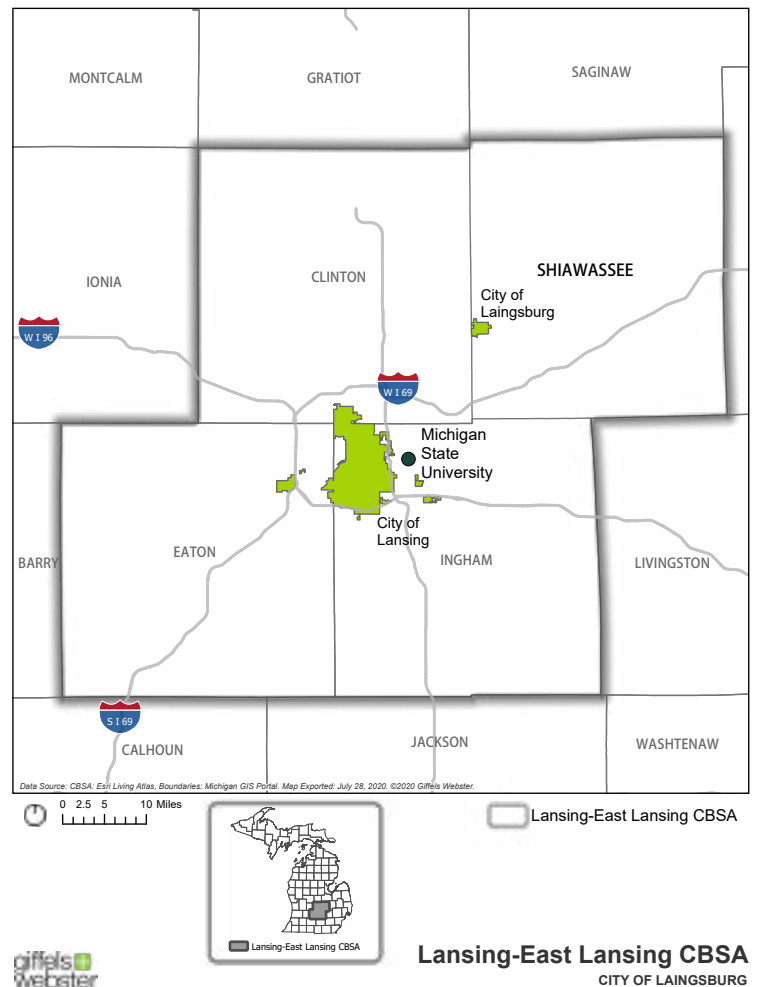 MONTCALM
GRATIOT
SAGINAW
IONIA
CLINTON
SHIAWASSEE
City of
Laingsburg
W I 96
W I 69
Michigan
State
University
City of
Lansing
BARRY
EATON
INGHAM
LIVINGSTON
S I 69
CALHOUN
JACKSON
WASHTENAW
Data Source: CBSA: Esri Living Atlas, Boundaries: Michigan GIS Portal. Map Exported: July 28, 2020. ©2020 Giffels Webster.
0 2.5 5 10 Miles
Lansing-East Lansing CBSA
Lansing-East Lansing CBSA
giffels
webster
Lansing-East Lansing CBSA
CITY OF LAINGSBURG